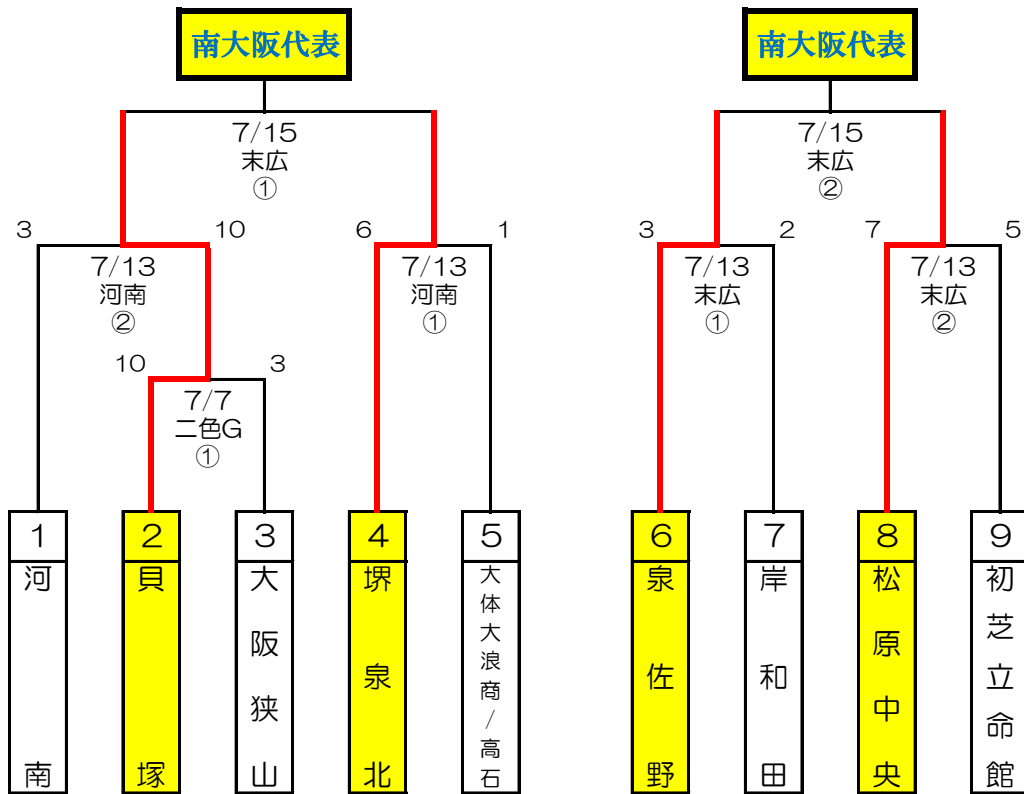 南大阪代表
南大阪代表
7/15
末広
①
7/15
末広
②
3
10
6
1
3
2
7
5
7/13
河南
②
7/13
河南
①
7/13
末広
①
7/13
末広
②
10
3
7/7
二色G
①
1
2
3
4
5
6
7
8
9
河南
貝塚
大阪狭山
堺泉北
大体大浪商/高石
泉佐野
岸和田
松原中央
初芝立命館